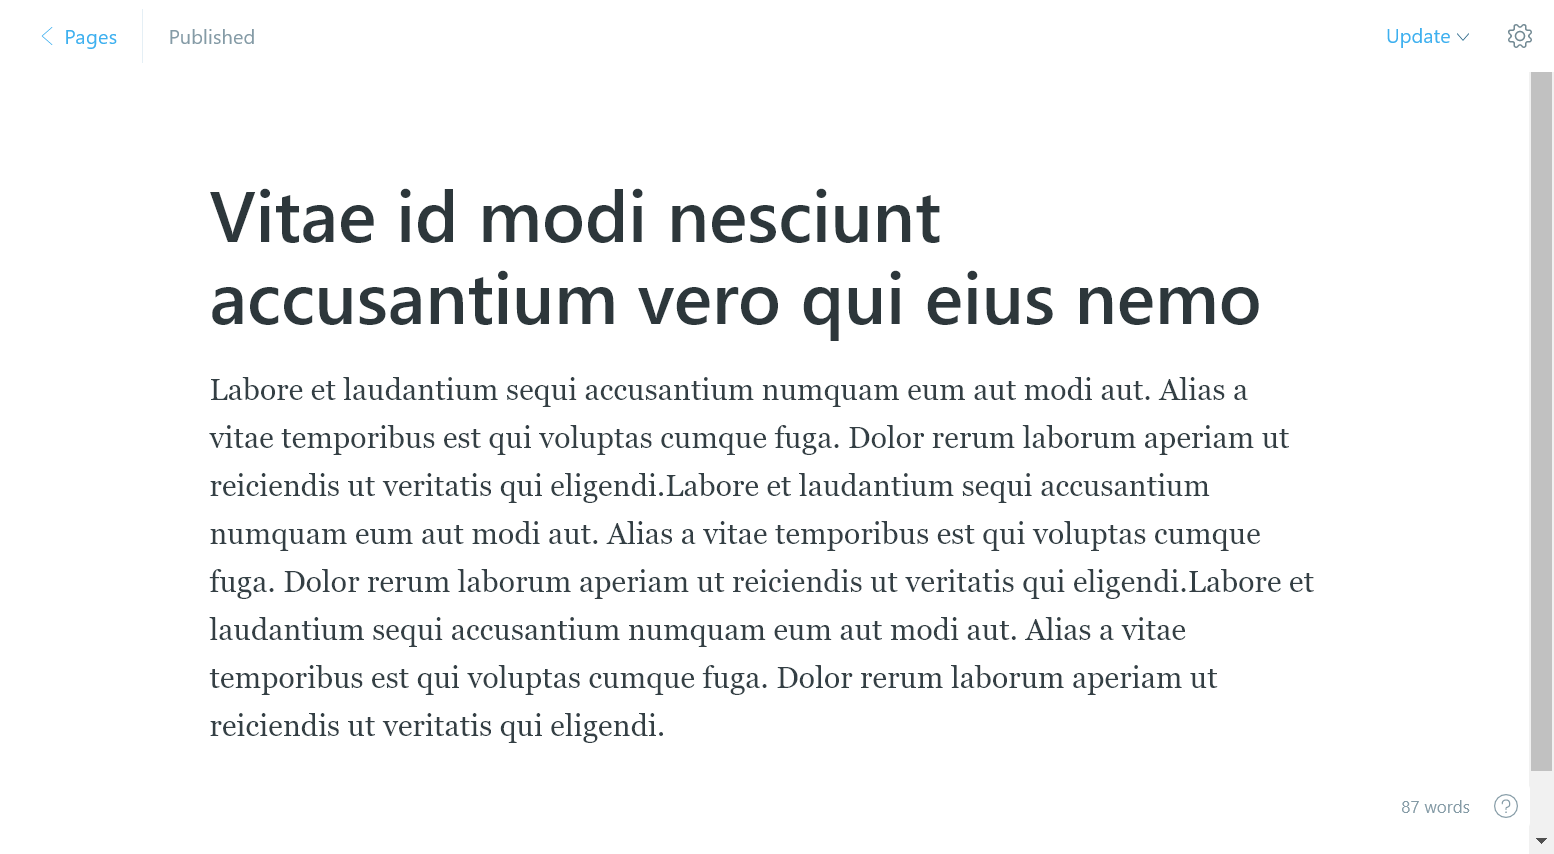 Pages
Published
Update
Vitae id modi nesciunt
accusantium vero qui eius nemo
Labore et laudantium sequi accusantium numquam eum aut modi aut. Alias a
vitae temporibus est qui voluptas cumque fuga. Dolor rerum laborum aperiam ut
reiciendis ut veritatis qui eligendi.Labore et laudantium sequi accusantium
numquam eum aut modi aut. Alias a vitae temporibus est qui voluptas cumque
fuga. Dolor rerum laborum aperiam ut reiciendis ut veritatis qui eligendi.Labore et
laudantium sequi accusantium numquam eum aut modi aut. Alias a vitae
temporibus est qui voluptas cumque fuga. Dolor rerum laborum aperiam ut
reiciendis ut veritatis qui eligendi.
87 words
?